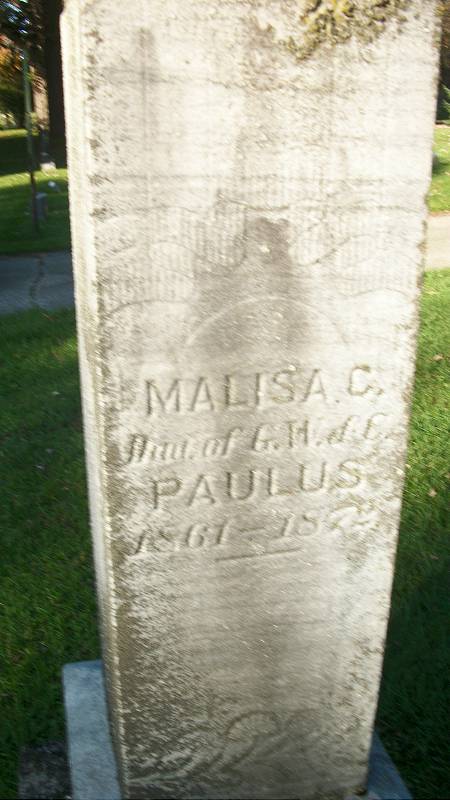 MALISA. C.
Dau. of G. W. & C.
PAULUS
1861 –